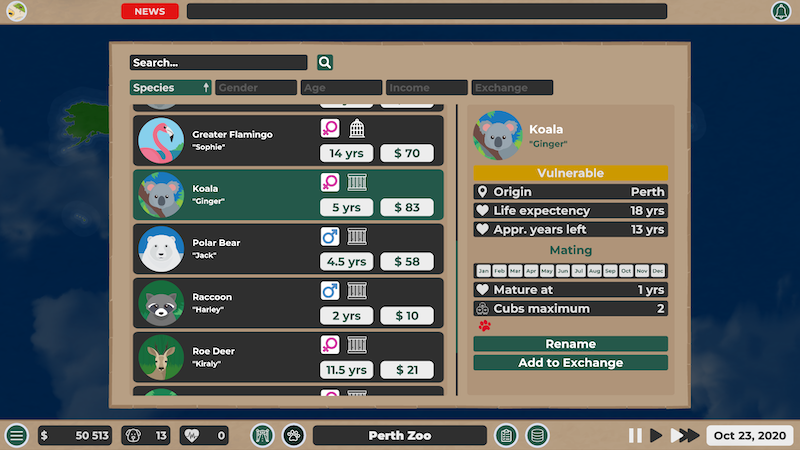 NEWS
Search...
Species
Gender
Age
Income
Exchange
Greater Flamingo
"Sophie"
14 yrs
$ 70
Koala
"Ginger"
5 yrs
$ 83
Polar Bear
"Jack"
4.5 yrs
$ 58
Raccoon
"Harley"
2 yrs
$ 10
Roe Deer
"Kiraly"
11.5 yrs
$ 21
Koala
"Ginger"
Vulnerable
Origin Perth
Life expectency 18 yrs
Appr. years left 13 yrs
Mating
Jan Feb Mar Apr May Jun Jul Aug Sep Oct Nov Dec
Mature at 1 yrs
Cubs maximum 2
Rename
Add to Exchange
$ 50 513
13
0
Perth Zoo
Oct 23, 2020